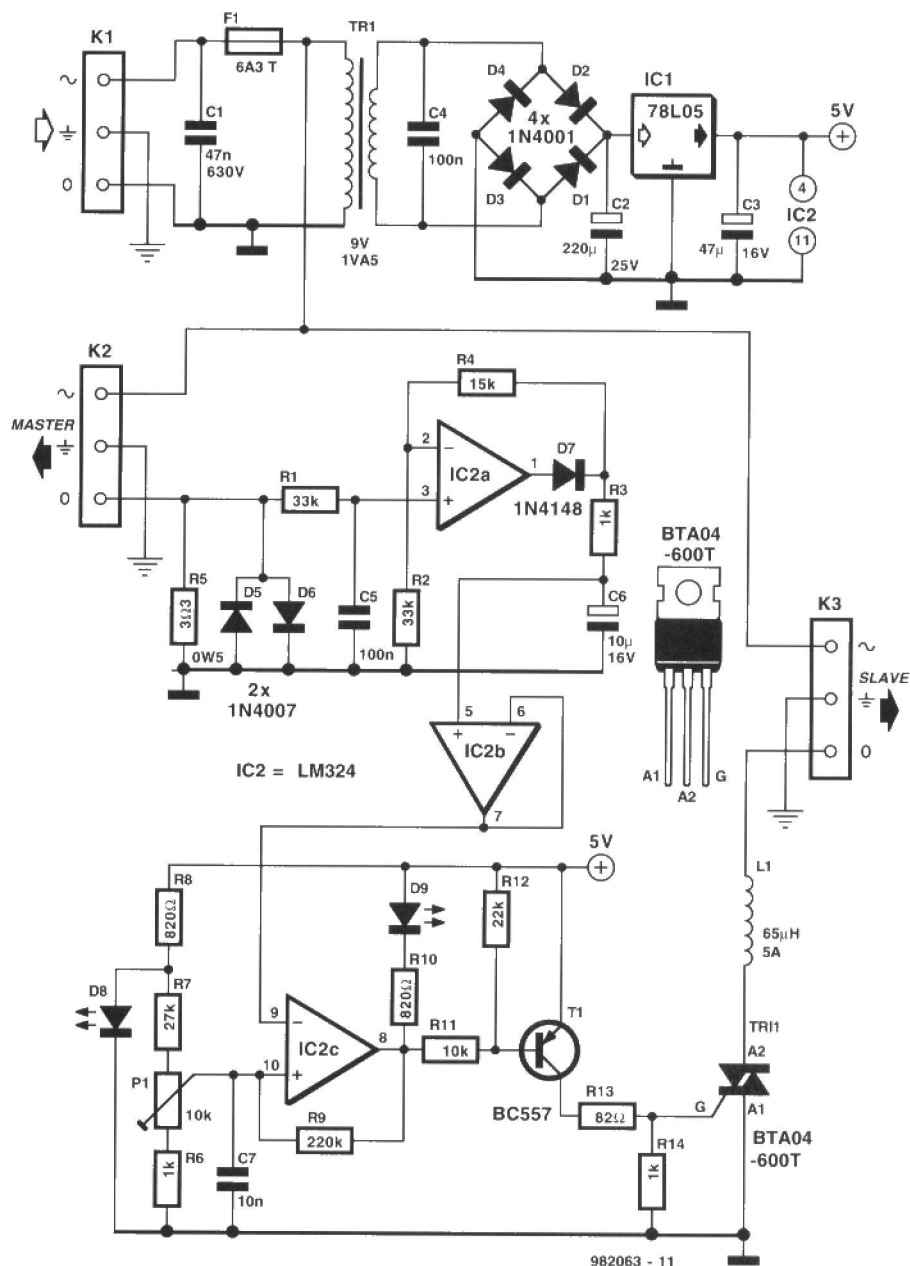 TR1
F1
K1
6A3 T
D4
D2
IC1
78L05
5V
+
~
C1
47n
630V
C4
100n
4x
1N4001
0
D3
D1
C2
220µ
25V
C3
47µ
16V
4
IC2
11
9V
1VA5
K2
~
MASTER
0
R4
15k
2
−
IC2a
3
+
1
D7
1N4148
R1
33k
R3
1k
BTA04
-600T
K3
~
SLAVE
0
R5
3Ω3
0W5
D5
D6
C5
100n
R2
33k
C6
10µ
16V
2x
1N4007
A1
A2
G
5
+
6
−
IC2b
7
IC2 = LM324
5V
+
R8
820Ω
D9
R12
22k
L1
65µH
5A
D8
R7
27k
R10
820Ω
9
−
IC2c
8
10
+
R11
10k
T1
BC557
TRI1
A2
P1
10k
R9
220k
R13
82Ω
G
A1
BTA04
-600T
R6
1k
C7
10n
R14
1k
982063 - 11